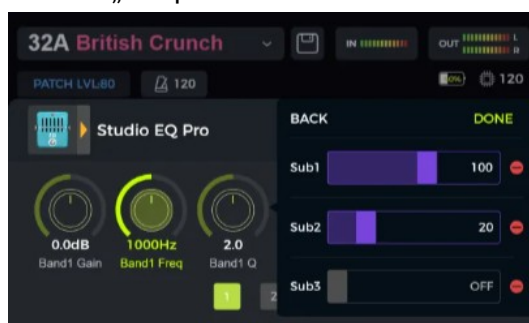 32A British Crunch
IN
OUT
L
R
PATCH LVL:80
120
0%
120
Studio EQ Pro
BACK
DONE
Sub1
100
Sub2
20
Sub3
OFF
0.0dB
1000Hz
2.0
Band1 Gain
Band1 Freq
Band1 Q
1
2